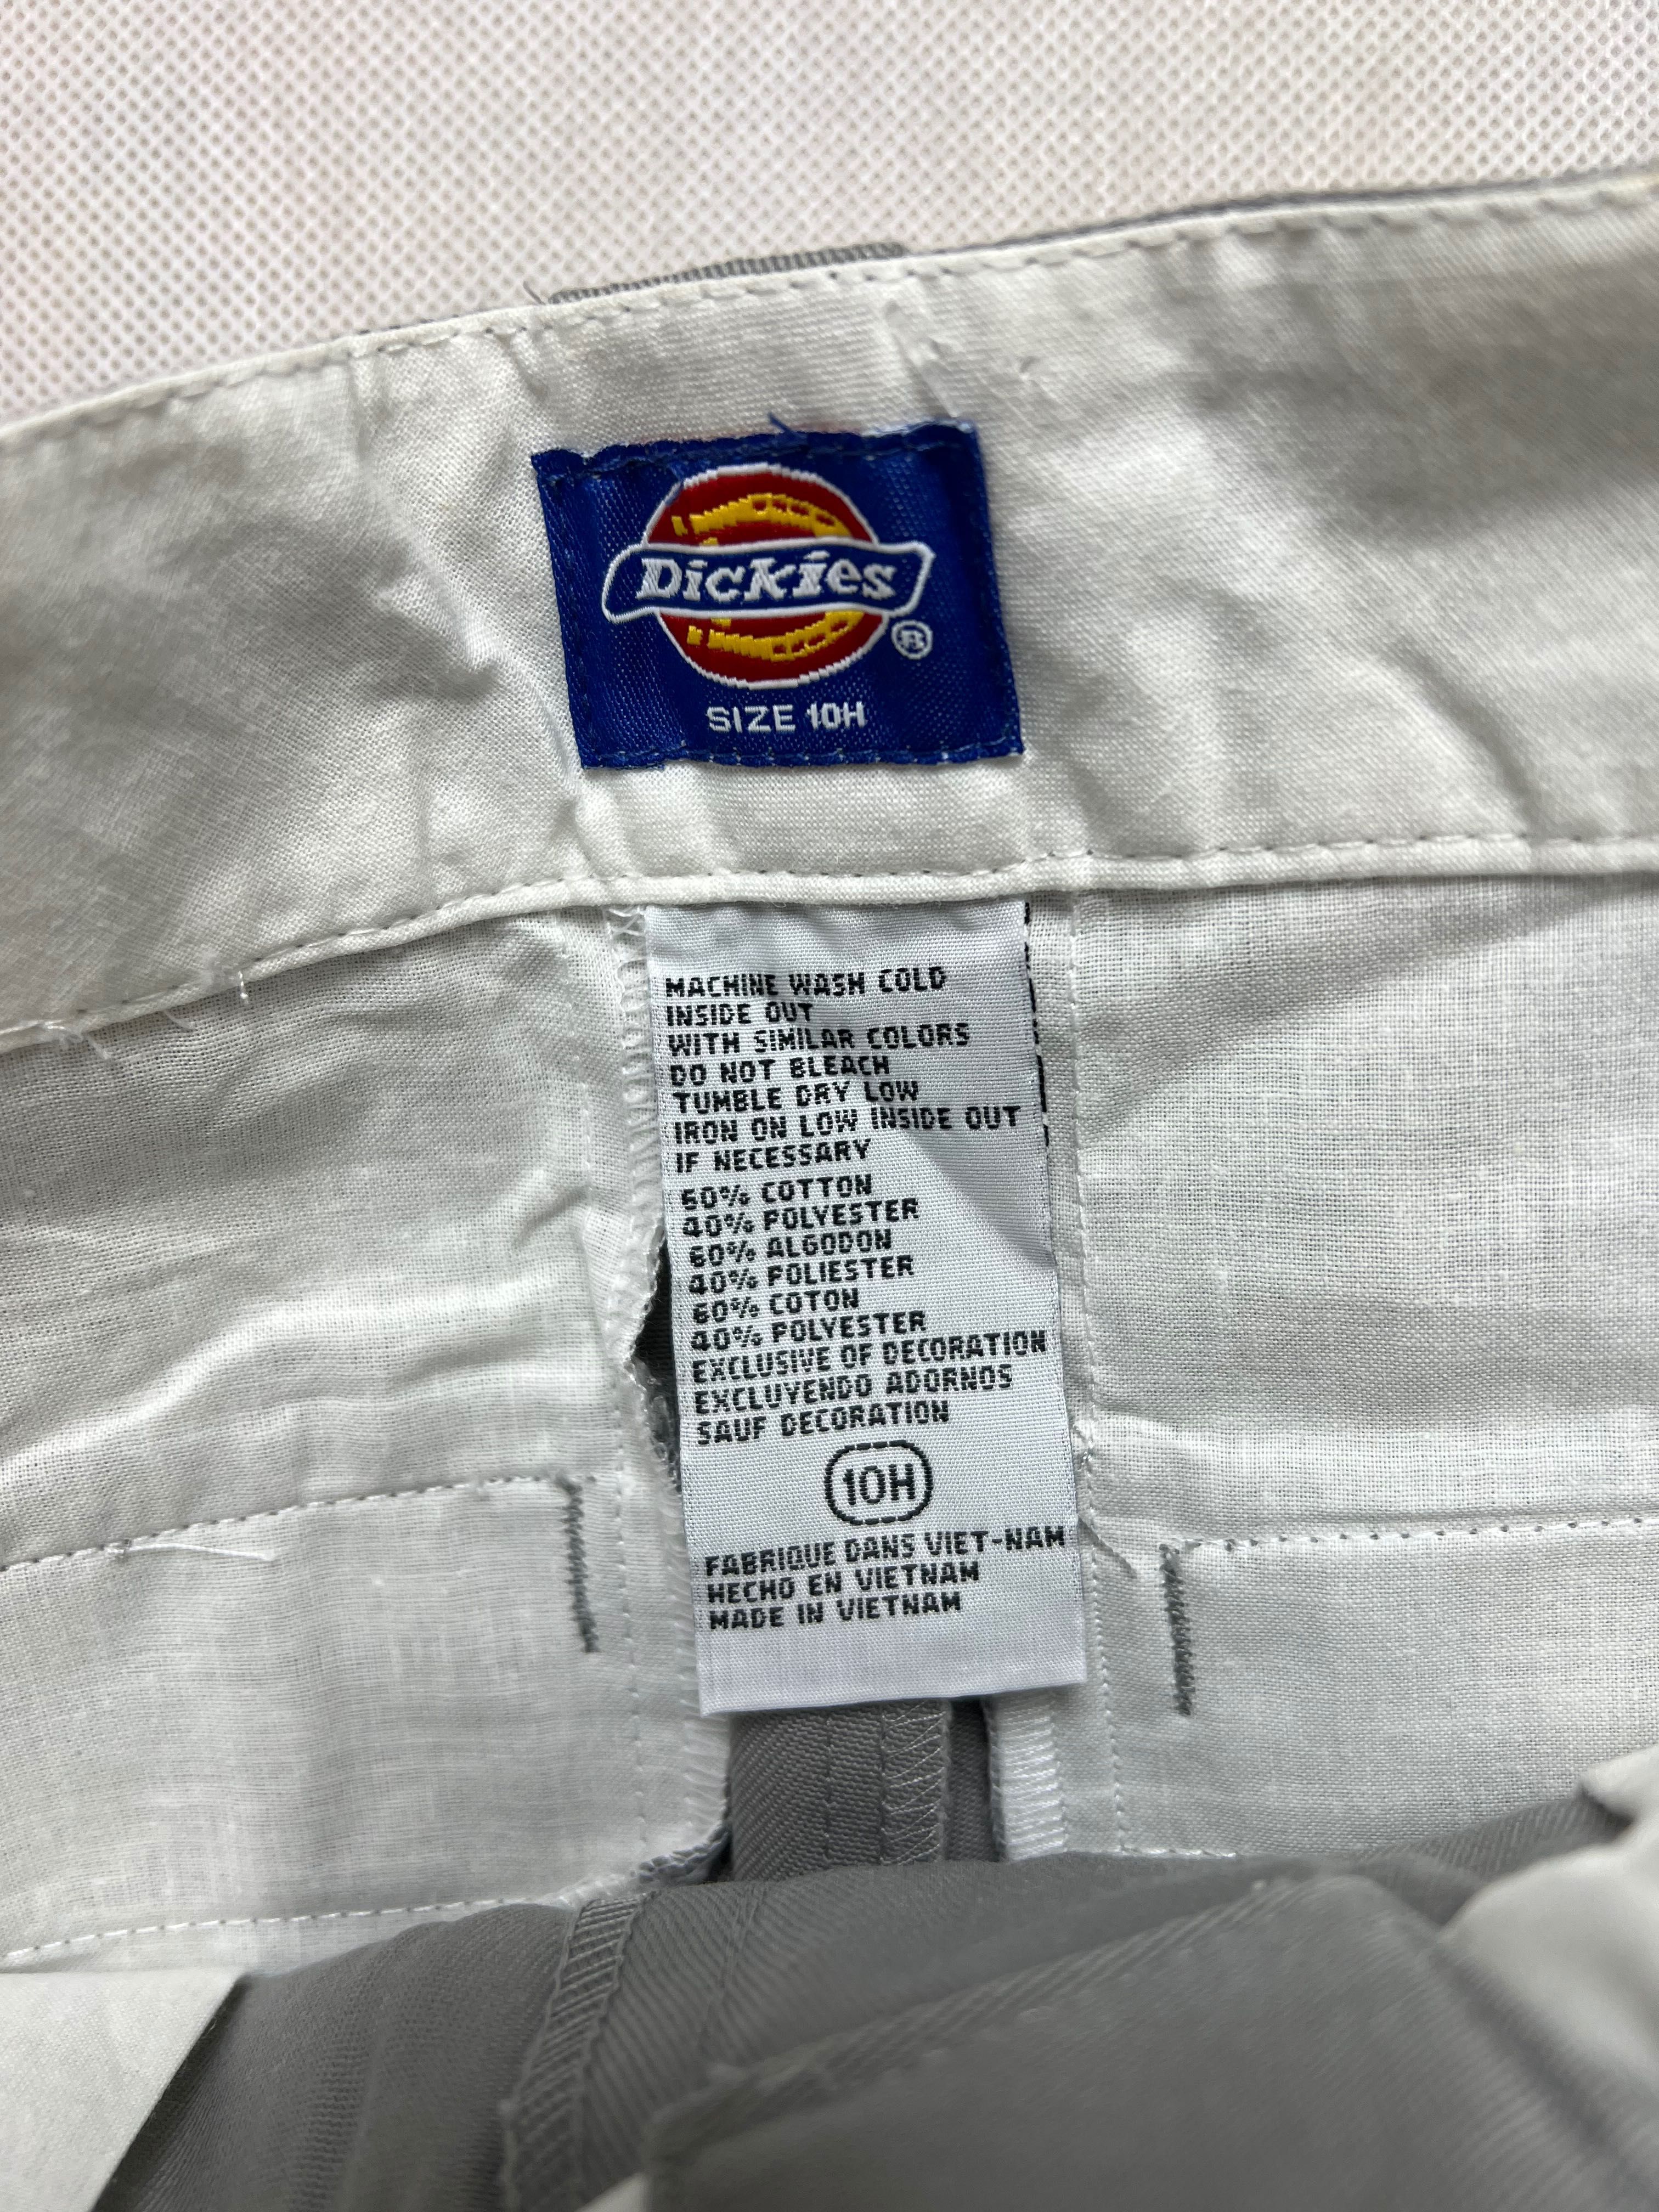 Dickies
®
SIZE 10H
MACHINE WASH COLD
INSIDE OUT
WITH SIMILAR COLORS
DO NOT BLEACH
TUMBLE DRY LOW
IRON ON LOW INSIDE OUT
IF NECESSARY
60% COTTON
40% POLYESTER
60% ALGODON
40% POLIESTER
60% COTON
40% POLYESTER
EXCLUSIVE OF DECORATION
EXCLUYENDO ADORNOS
SAUF DECORATION
10H
FABRIQUE DANS VIET-NAM
HECHO EN VIETNAM
MADE IN VIETNAM